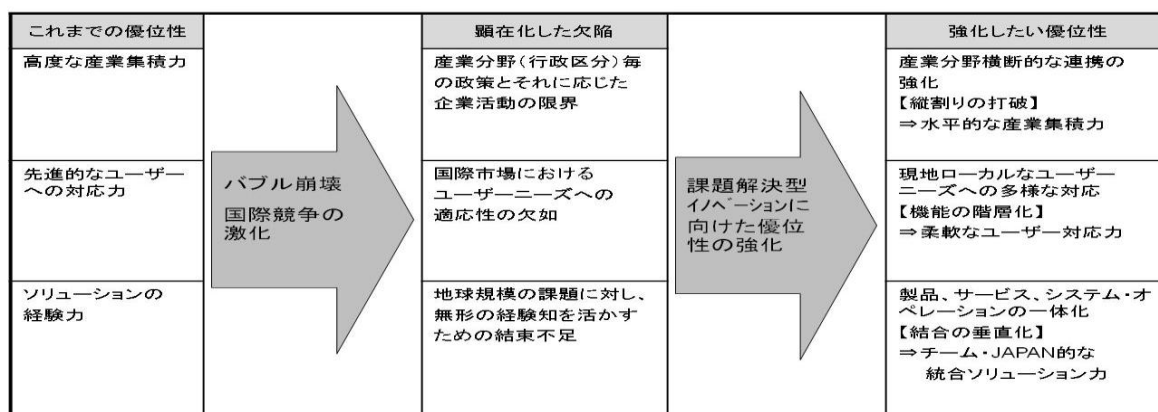 これまでの優位性
高度な産業集積力
先進的なユーザー
への対応力
ソリューションの
経験力
バブル崩壊
国際競争の
激化
顕在化した欠陥
産業分野(行政区分)毎
の政策とそれに応じた
企業活動の限界
国際市場における
ユーザーニーズへの
適応性の欠如
地球規模の課題に対し、
無形の経験知を活かす
ための結束不足
課題解決型
イノベーションに
向けた優位
性の強化
強化したい優位性
産業分野横断的な連携の
強化
【縦割りの打破】
⇒水平的な産業集積力
現地ローカルなユーザー
ニーズへの多様な対応
【機能の階層化】
⇒柔軟なユーザー対応力
製品、サービス、システム・オ
ペレーションの一体化
【結合の垂直化】
⇒チーム・JAPAN的な
統合ソリューション力